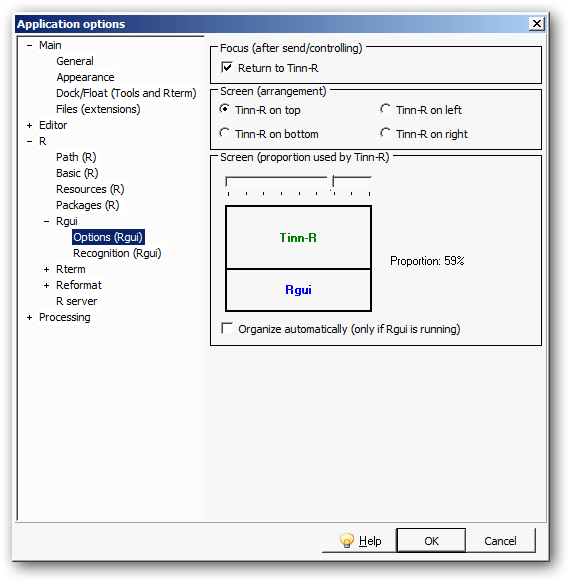 Application options
Main
General
Appearance
Dock/Float (Tools and Rterm)
Files (extensions)
Editor
R
Path (R)
Basic (R)
Resources (R)
Packages (R)
Rgui
Options (Rgui)
Recognition (Rgui)
Rterm
Reformat
R server
Processing
Focus (after send/controlling)
Return to Tinn-R
Screen (arrangement)
Tinn-R on top
Tinn-R on left
Tinn-R on bottom
Tinn-R on right
Screen (proportion used by Tinn-R)
Tinn-R
Proportion: 59%
Rgui
Organize automatically (only if Rgui is running)
Help
OK
Cancel